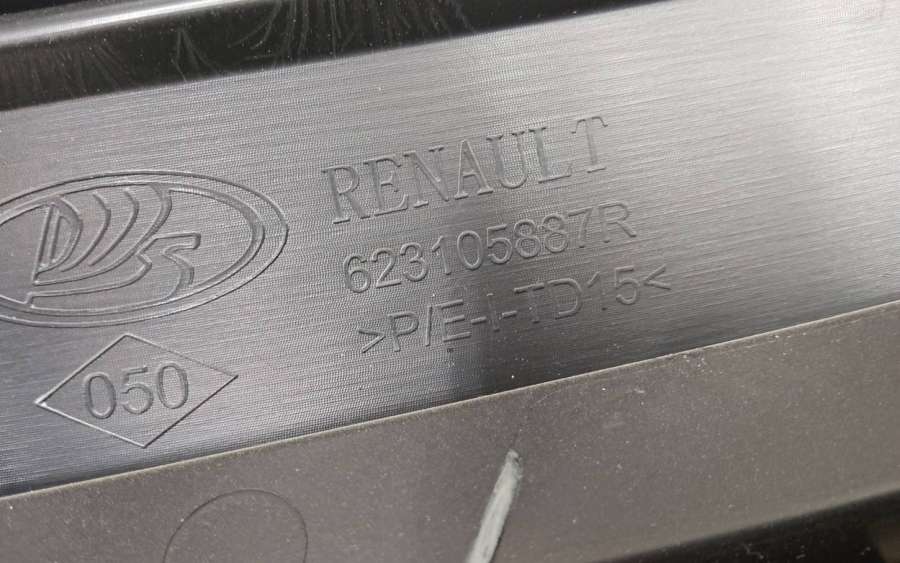 RENAULT
623105887R
>P/E-I-TD15<
050